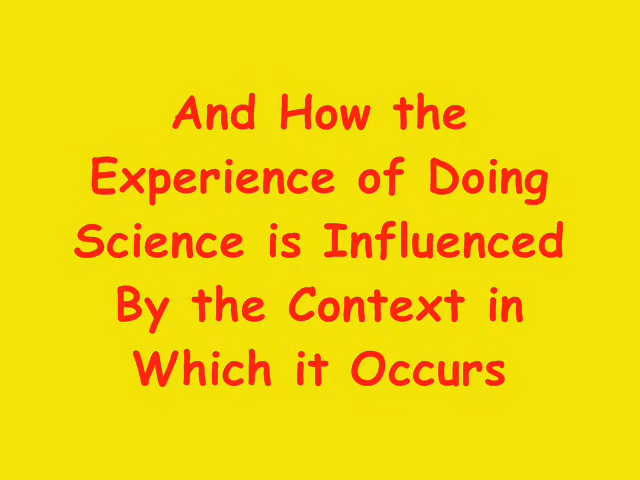 And How the
Experience of Doing
Science is Influenced
By the Context in
Which it Occurs